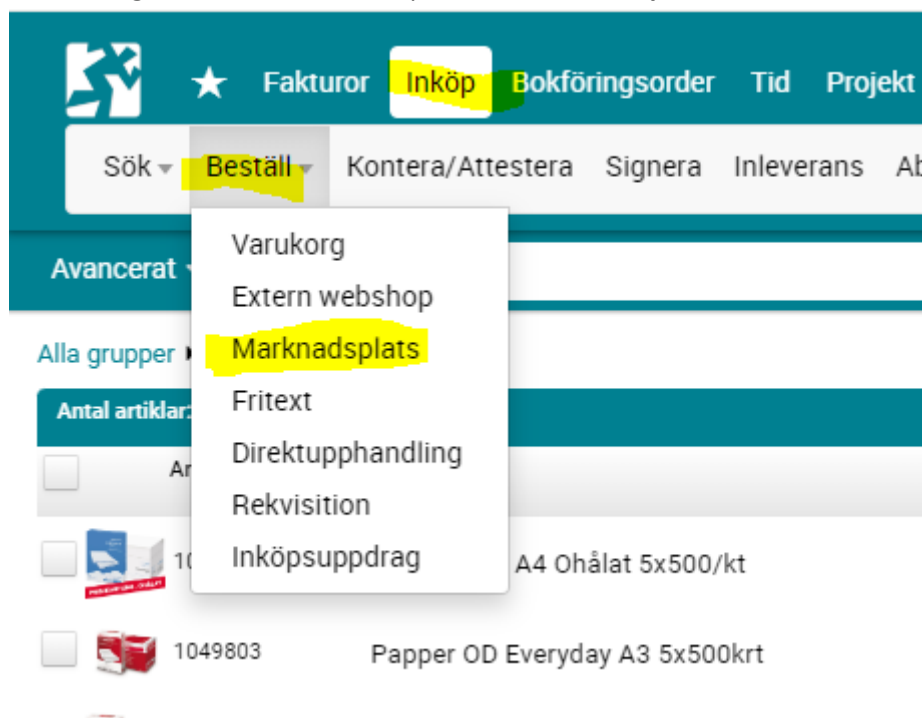 Fakturor Inköp Bokföringsorder Tid Projekt
Sök Beställ Kontera/Attestera Signera Inleverans
Varukorg
Avancerat
Extern webshop
Alla grupper Marknadsplats
Antal artiklar: Fritext
Direktupphandling
Rekvisition
Inköpsuppdrag
A4 Ohålat 5x500/kt
1049803 Papper OD Everyday A3 5x500krt